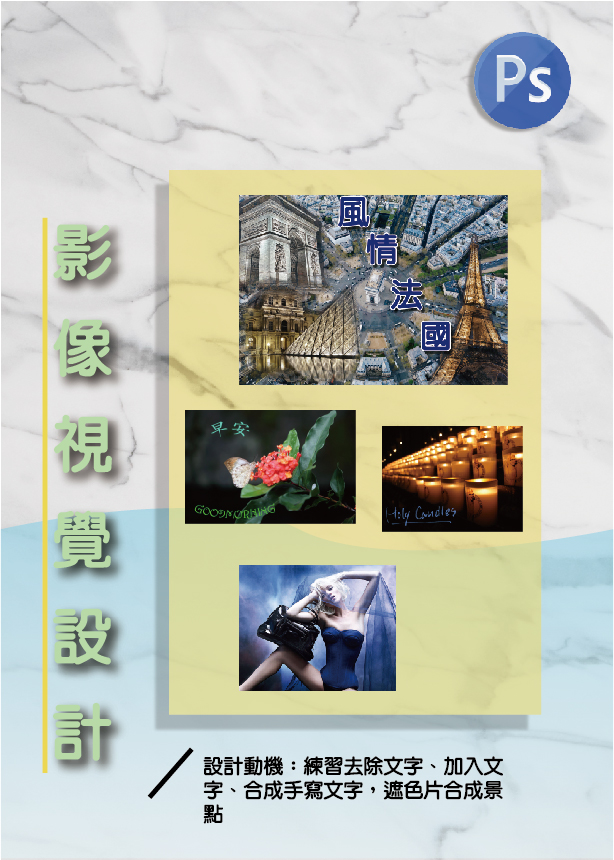 Ps
影像視覺設計
風情法國
早安
GOODMORNING
Holy Candles
設計動機：練習去除文字、加入文
字、合成手寫文字，遮色片合成景
點